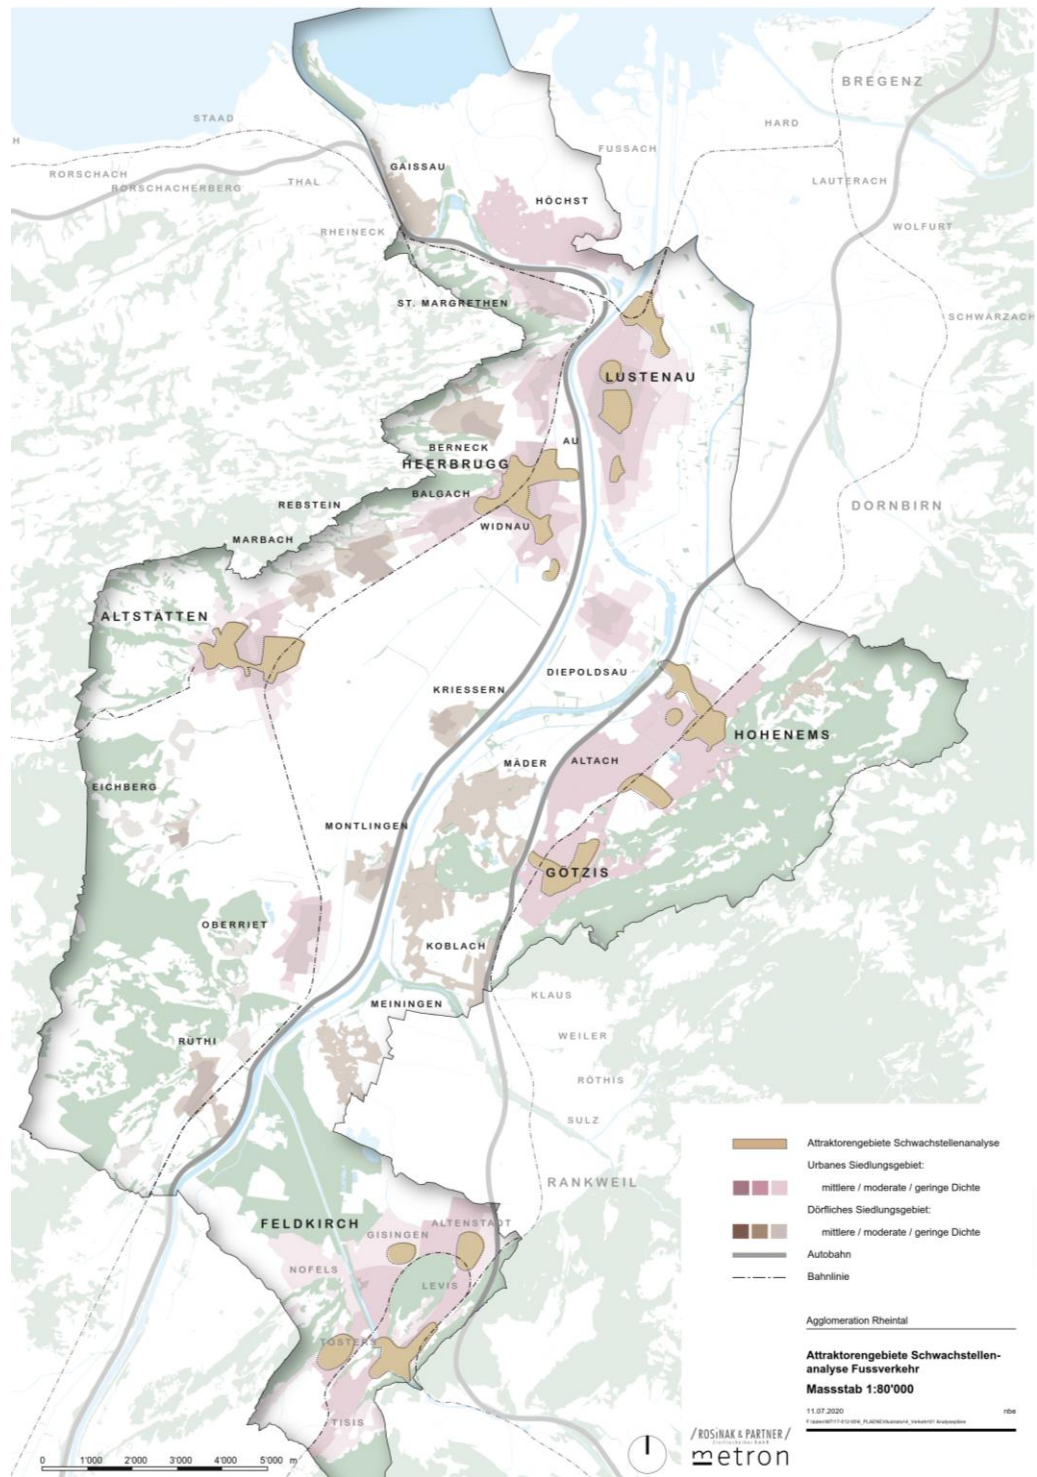 BREGENZ
STAAD
HARD
H
FUSSACH
GAISSAU
RORSCHACH
THAL
LAUTERACH
RORSCHACHERBERG
HÖCHST
WOLFURT
RHEINECK
ST. MARGRETHEN
SCHWARZACH
LUSTENAU
AU
BERNECK
HEERBRUGG
BALGACH
REBSTEIN
DORNBIRN
WIDNAU
MARBACH
ALTSTÄTTEN
DIEPOLDSAU
KRIESSERN
HOHENEMS
MÄDER
ALTACH
EICHBERG
MONTLINGEN
GÖTZIS
OBERRIET
KOBLACH
KLAUS
MEININGEN
WEILER
RÜTHI
RÖTHIS
SULZ
RANKWEIL
FELDKIRCH
ALTENSTADT
GISINGEN
NOFELS
LEVIS
TOSTERS
TISIS
Attraktorengebiete Schwachstellenanalyse
Urbanes Siedlungsgebiet:
mittlere / moderate / geringe Dichte
Dörfliches Siedlungsgebiet:
mittlere / moderate / geringe Dichte
Autobahn
Bahnlinie
Agglomeration Rheintal
Attraktorengebiete Schwachstellen-
analyse Fussverkehr
Massstab 1:80'000
11.07.2020 nbe
/ROSINAK & PARTNER/
metron
0 1'000 2'000 3'000 4'000 5'000 m